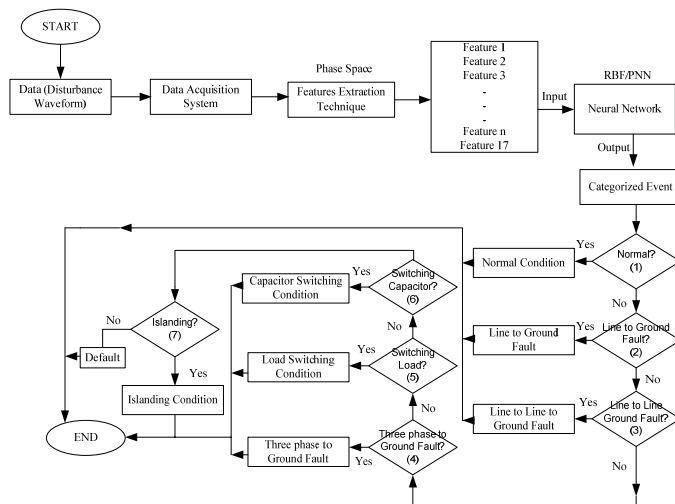 START
Data (Disturbance
Waveform)
Data Acquisition
System
Phase Space
Features Extraction
Technique
Feature 1
Feature 2
Feature 3
-
-
-
Feature n
Feature 17
Input
RBF/PNN
Neural Network
Output
Categorized Event
Normal?
(1)
Yes
Normal Condition
No
Line to Ground
Fault?
(2)
Yes
Line to Ground
Fault
No
Line to Line
Ground Fault?
(3)
Yes
Line to Line to
Ground Fault
No
Three phase to
Ground Fault?
(4)
Yes
Three phase to
Ground Fault
No
Switching
Load?
(5)
Yes
Load Switching
Condition
No
Switching
Capacitor?
(6)
Yes
Capacitor Switching
Condition
Islanding?
(7)
No
Default
Yes
Islanding Condition
END